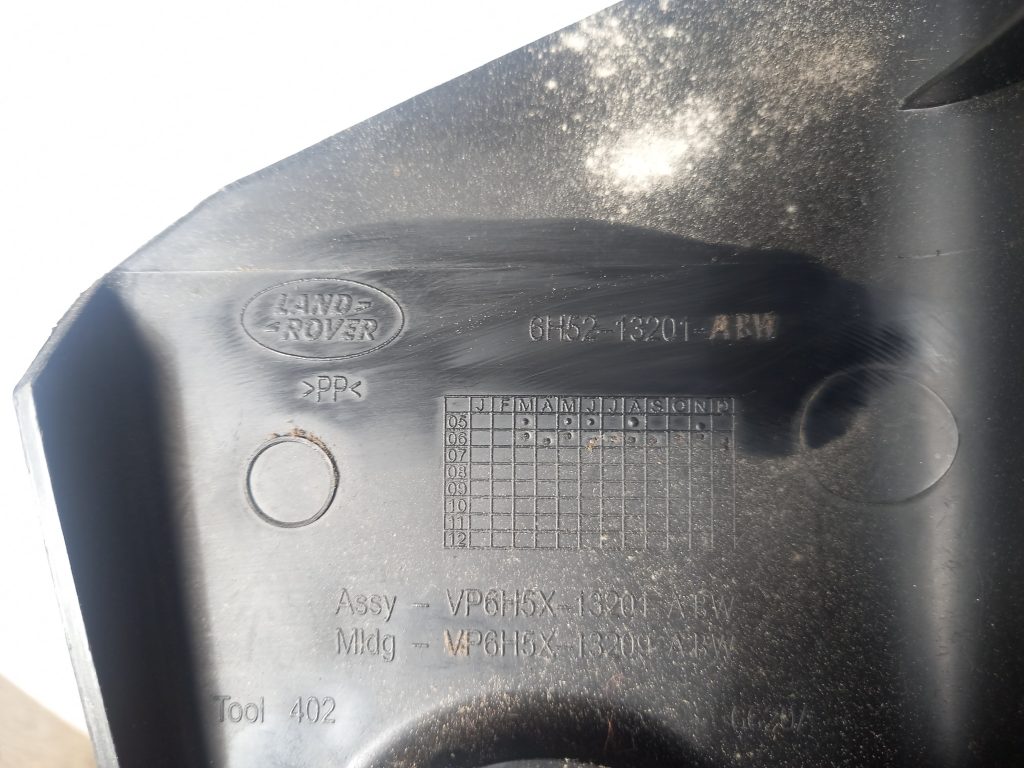 LAND-
-ROVER
6H52-13201-ABW
>PP<
- J F M A M J J A S O N D
05
06
07
08
09
10
11
12
Assy - VP6H5X-13201-ABW
Mldg - VP6H5X-13209-ABW
Tool 402